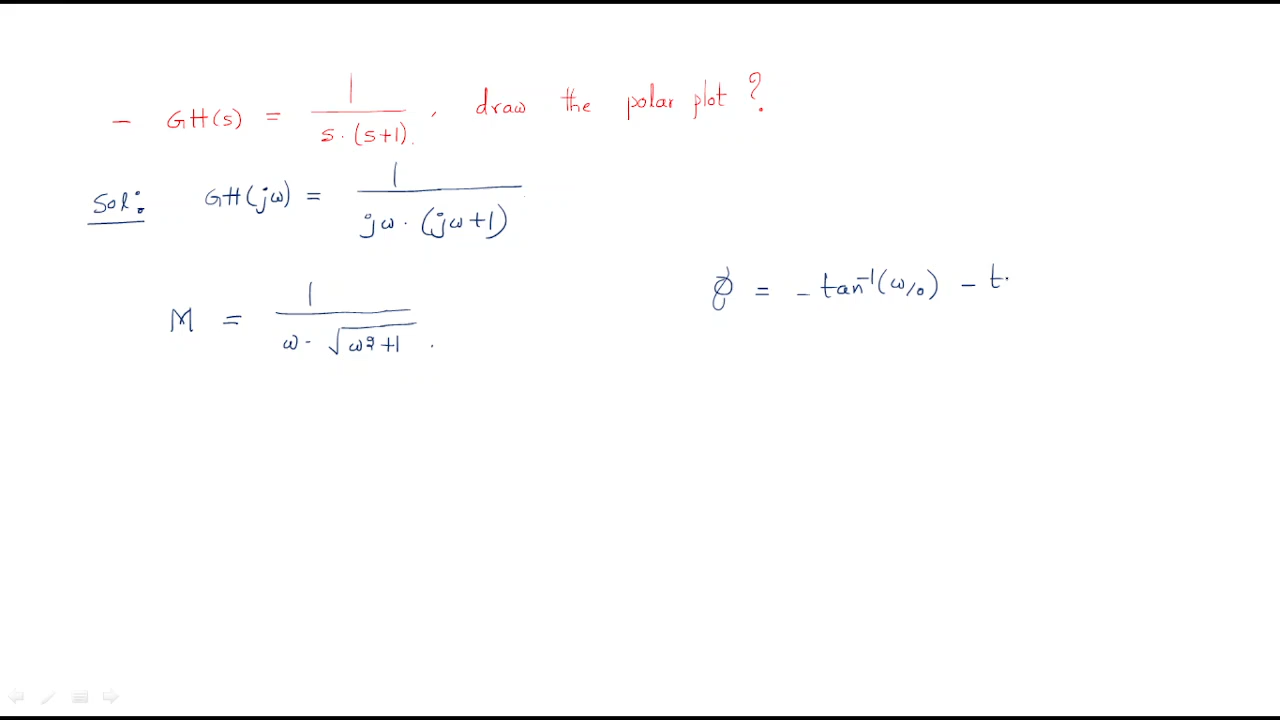 - GH(s) = 1 / s.(s+1) , draw the polar plot ?
Sol: GH(jω) = 1 / jω.(jω+1)
M = 1 / ω.√ω²+1 .
φ = - tan⁻¹(ω/0) - t